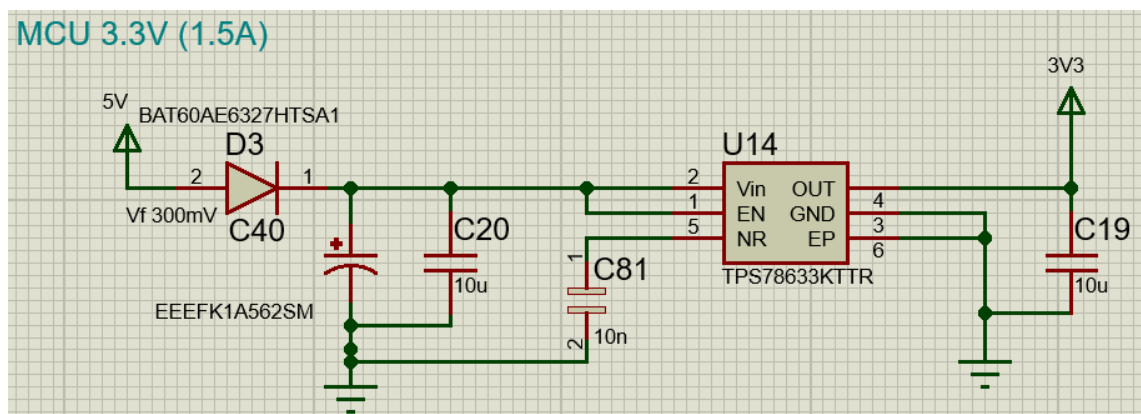 MCU 3.3V (1.5A)
3V3
5V
BAT60AE6327HTSA1
D3
2
1
Vf 300mV
C40
+
EEEFK1A562SM
C20
10u
1
C81
2
10n
U14
2
Vin
OUT
4
1
EN
GND
3
5
NR
EP
6
TPS78633KTTR
C19
10u